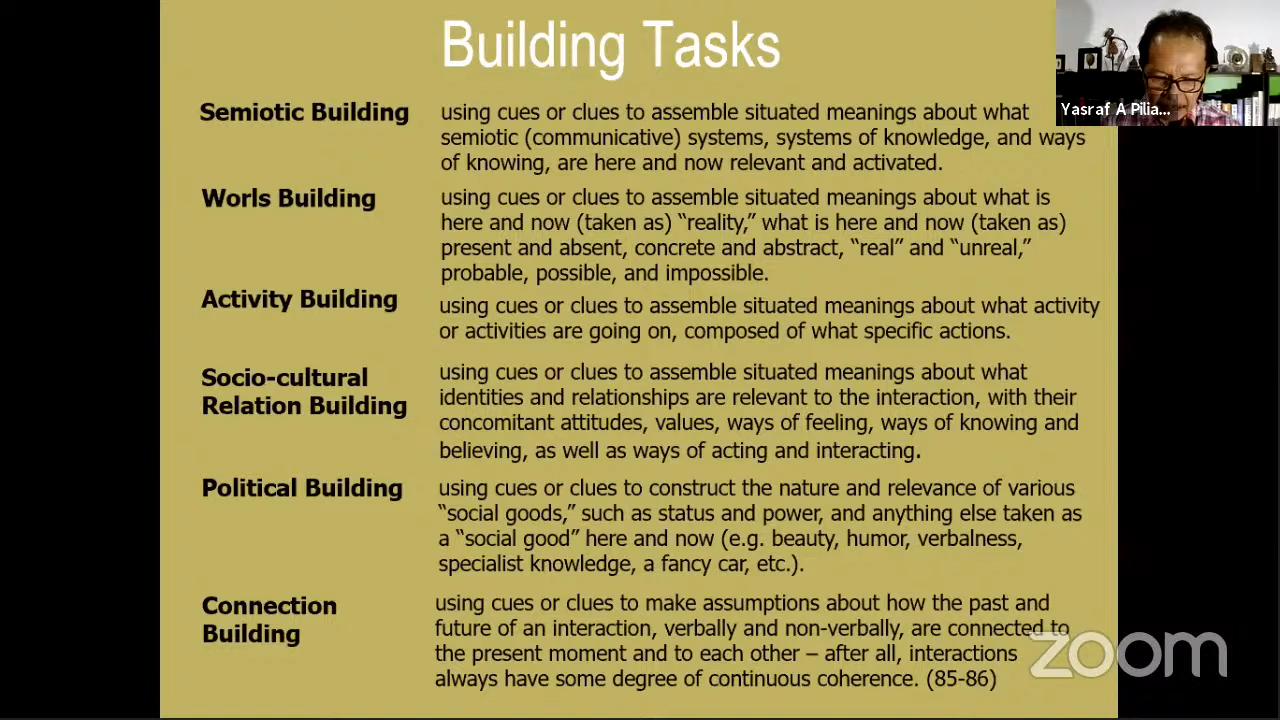 Building Tasks
Yasraf A Pilia...
Semiotic Building
using cues or clues to assemble situated meanings about what
semiotic (communicative) systems, systems of knowledge, and ways
of knowing, are here and now relevant and activated.
Worls Building
using cues or clues to assemble situated meanings about what is
here and now (taken as) “reality,” what is here and now (taken as)
present and absent, concrete and abstract, “real” and “unreal,”
probable, possible, and impossible.
Activity Building
using cues or clues to assemble situated meanings about what activity
or activities are going on, composed of what specific actions.
Socio-cultural
Relation Building
using cues or clues to assemble situated meanings about what
identities and relationships are relevant to the interaction, with their
concomitant attitudes, values, ways of feeling, ways of knowing and
believing, as well as ways of acting and interacting.
Political Building
using cues or clues to construct the nature and relevance of various
“social goods,” such as status and power, and anything else taken as
a “social good” here and now (e.g. beauty, humor, verbalness,
specialist knowledge, a fancy car, etc.).
Connection
Building
using cues or clues to make assumptions about how the past and
future of an interaction, verbally and non-verbally, are connected to
the present moment and to each other – after all, interactions
always have some degree of continuous coherence. (85-86)
zoom